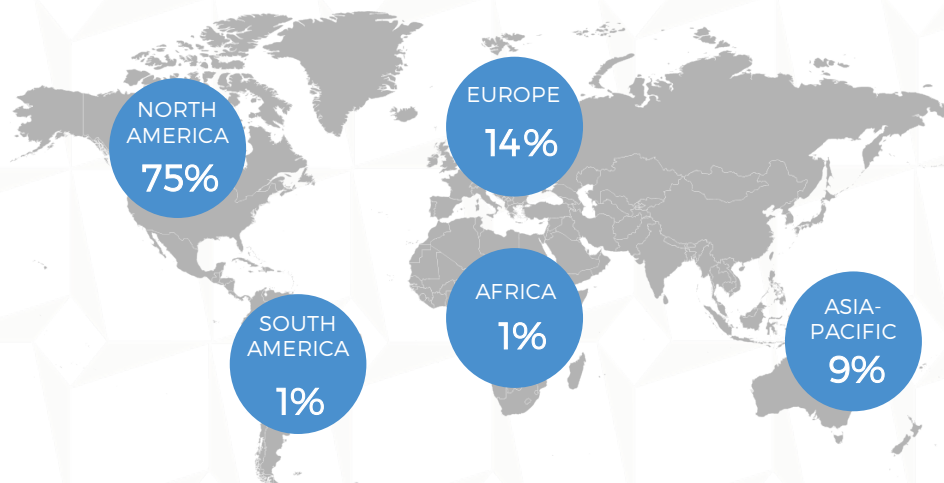 NORTH
AMERICA
75%
EUROPE
14%
AFRICA
1%
SOUTH
AMERICA
1%
ASIA-
PACIFIC
9%